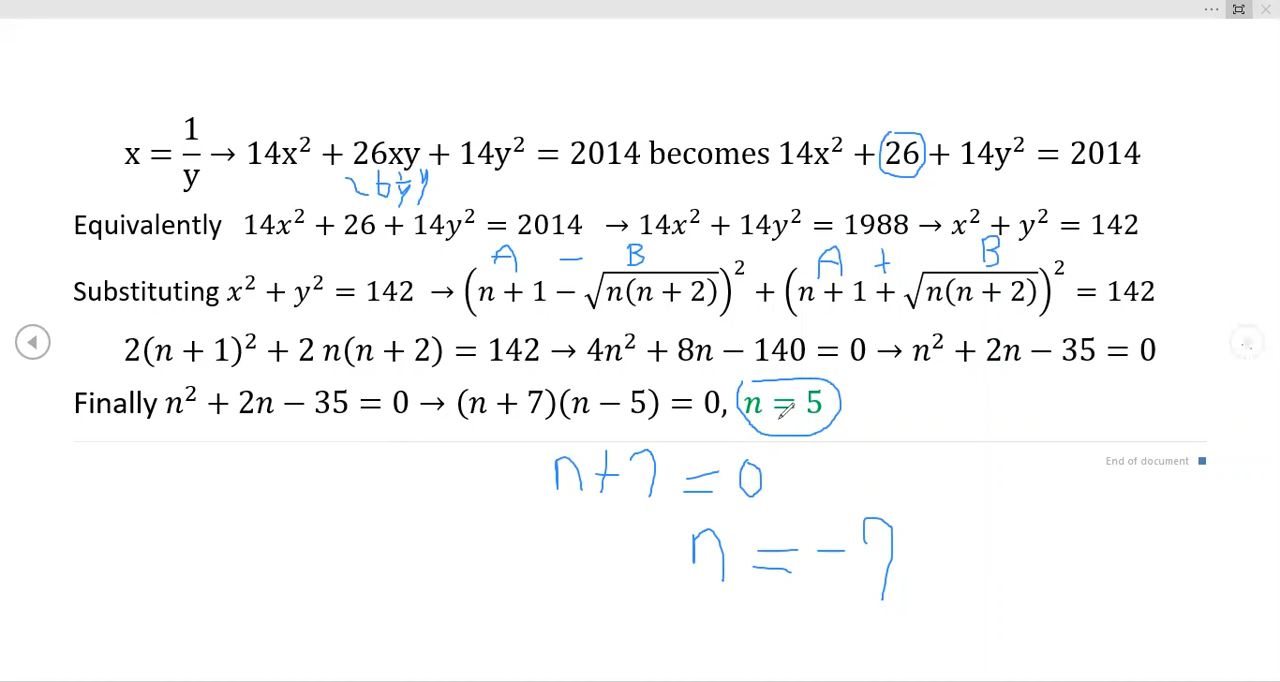 x = 1/y → 14x² + 26xy + 14y² = 2014 becomes 14x² + 26 + 14y² = 2014
26 1/y y
Equivalently 14x² + 26 + 14y² = 2014 → 14x² + 14y² = 1988 → x² + y² = 142
A − B A + B
Substituting x² + y² = 142 → (n + 1 − √(n(n + 2)))² + (n + 1 + √(n(n + 2)))² = 142
2(n + 1)² + 2 n(n + 2) = 142 → 4n² + 8n − 140 = 0 → n² + 2n − 35 = 0
Finally n² + 2n − 35 = 0 → (n + 7)(n − 5) = 0, n = 5
End of document
n + 7 = 0
n = − 7